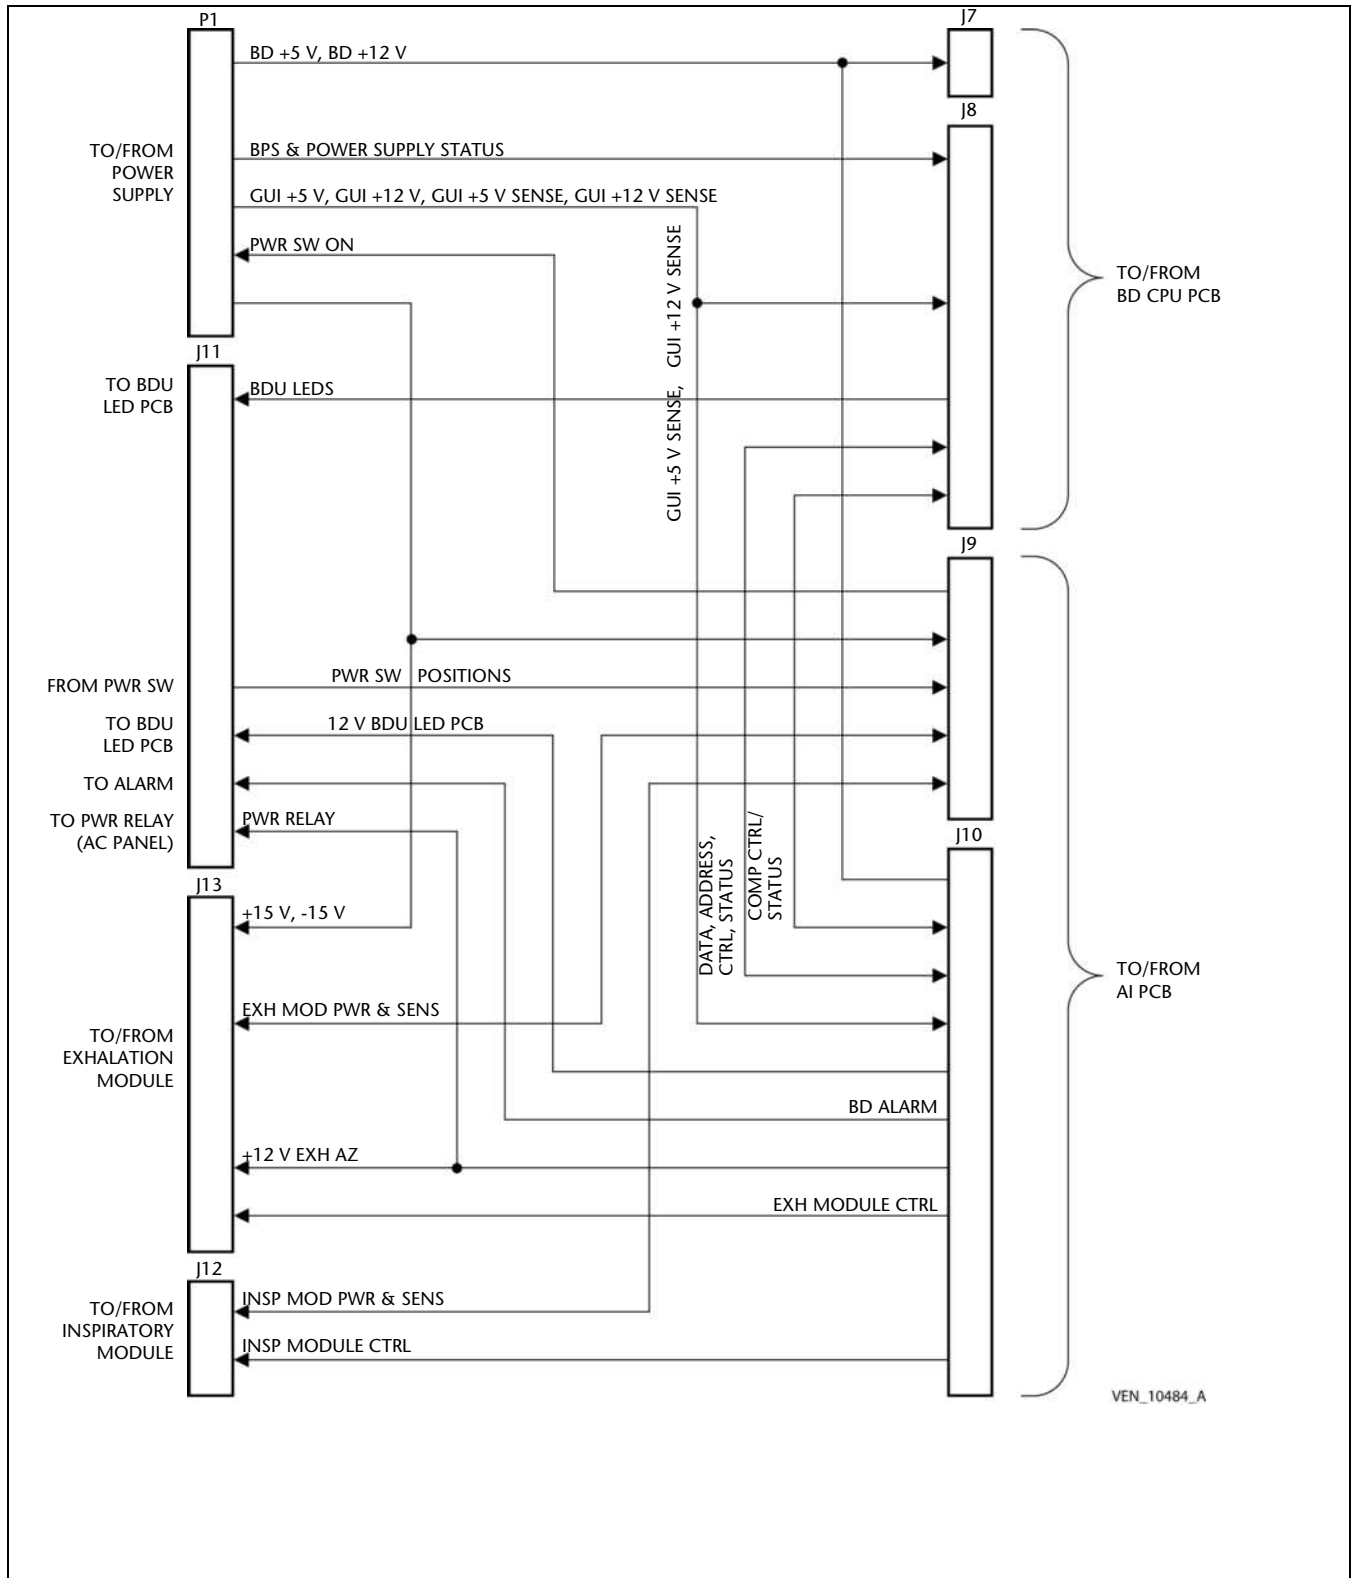 P1
J7
BD +5 V, BD +12 V
J8
TO/FROM
POWER
SUPPLY
BPS & POWER SUPPLY STATUS
GUI +5 V, GUI +12 V, GUI +5 V SENSE, GUI +12 V SENSE
PWR SW ON
GUI +5 V SENSE, GUI +12 V SENSE
TO/FROM
BD CPU PCB
J11
TO BDU
LED PCB
BDU LEDS
J9
FROM PWR SW
PWR SW POSITIONS
TO BDU
LED PCB
12 V BDU LED PCB
TO ALARM
TO PWR RELAY
(AC PANEL)
PWR RELAY
J10
DATA, ADDRESS,
CTRL, STATUS
COMP CTRL/
STATUS
J13
+15 V, -15 V
TO/FROM
AI PCB
EXH MOD PWR & SENS
TO/FROM
EXHALATION
MODULE
BD ALARM
+12 V EXH AZ
EXH MODULE CTRL
J12
TO/FROM
INSPIRATORY
MODULE
INSP MOD PWR & SENS
INSP MODULE CTRL
VEN_10484_A